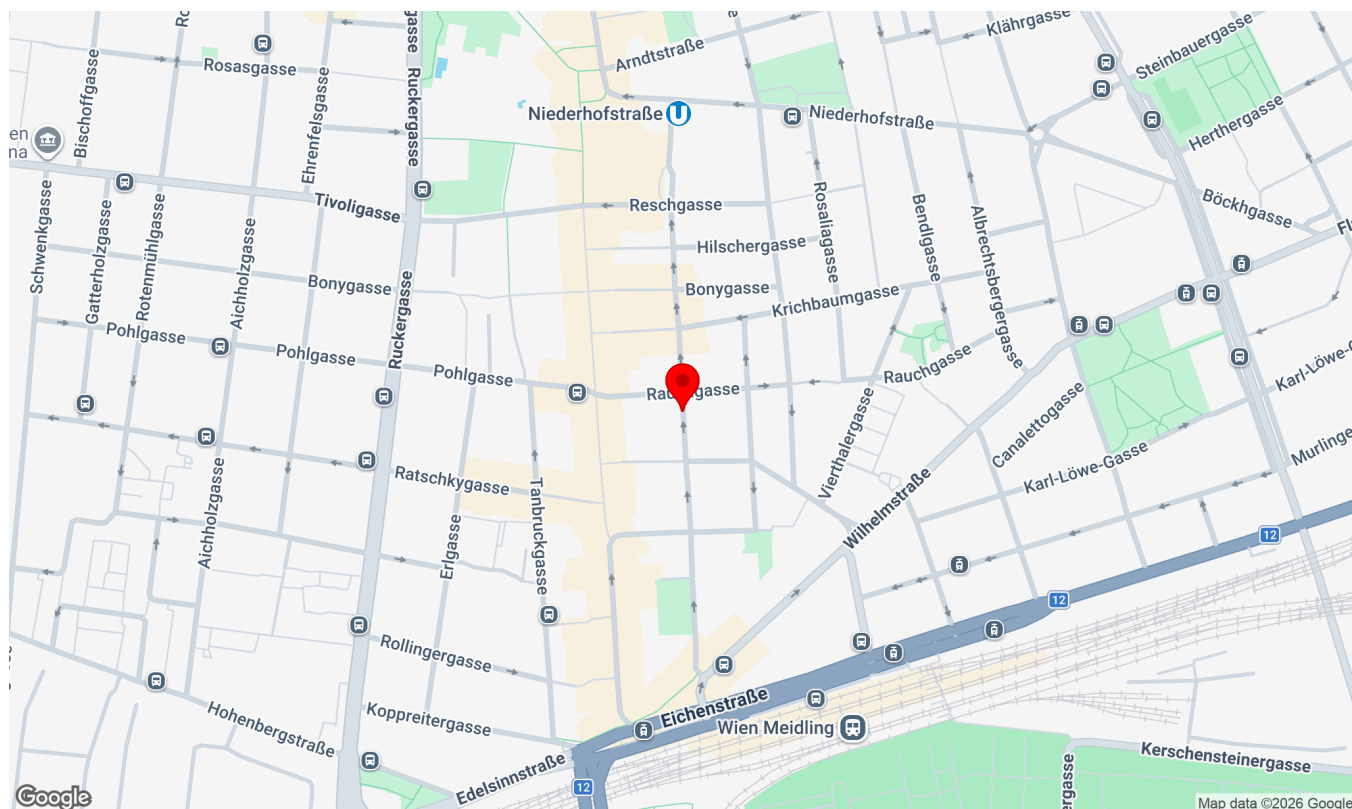 Klährgasse
Steinbauergasse
Arndtstraße
Rosasgasse
Bischoffgasse
Ehrenfelsgasse
Ruckergasse
Niederhofstraße
Niederhofstraße
Herthergasse
Tivoligasse
Schwenkgasse
Gatterholzgasse
Rotenmühlgasse
Aichholzgasse
Reschgasse
Rosaliagasse
Bendlgasse
Albrechtsbergergasse
Böckhgasse
Hilschergasse
Bonygasse
Bonygasse
Krichbaumgasse
Ruckergasse
Pohlgasse
Pohlgasse
Pohlgasse
Rauchgasse
Karl-Löwe-G
Canalettogasse
Vierthalergasse
Karl-Löwe-Gasse
Murlinge
Ratschkygasse
Tanbruckgasse
Wilhelmstraße
Aichholzgasse
Erlgasse
12
12
Rollingergasse
Koppreitergasse
Hohenbergstraße
Eichenstraße
Wien Meidling
Edelsinnstraße
12
Kerschensteinergasse
Google
Map data ©2026 Google